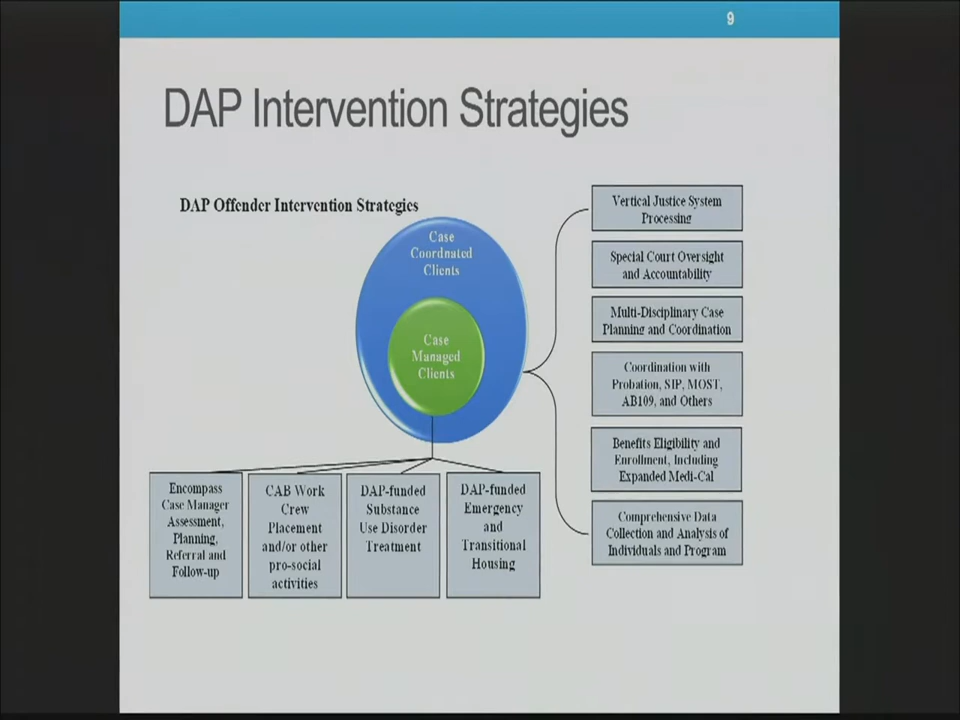 9
DAP Intervention Strategies
DAP Offender Intervention Strategies
Case
Coordnated
Clients
Case
Managed
Clients
Vertical Justice System
Processing
Special Court Oversight
and Accountability
Multi-Disciplinary Case
Planning and Coordination
Coordination with
Probation, SIP, MOST,
AB109, and Others
Benefits Eligibility and
Enrollment, Including
Expanded Medi-Cal
Comprehensive Data
Collection and Analysis of
Individuals and Program
Encompass
Case Manager
Assessment,
Planning,
Referral and
Follow-up
CAB Work
Crew
Placement
and/or other
pro-social
activities
DAP-funded
Substance
Use Disorder
Treatment
DAP-funded
Emergency
and
Transitional
Housing